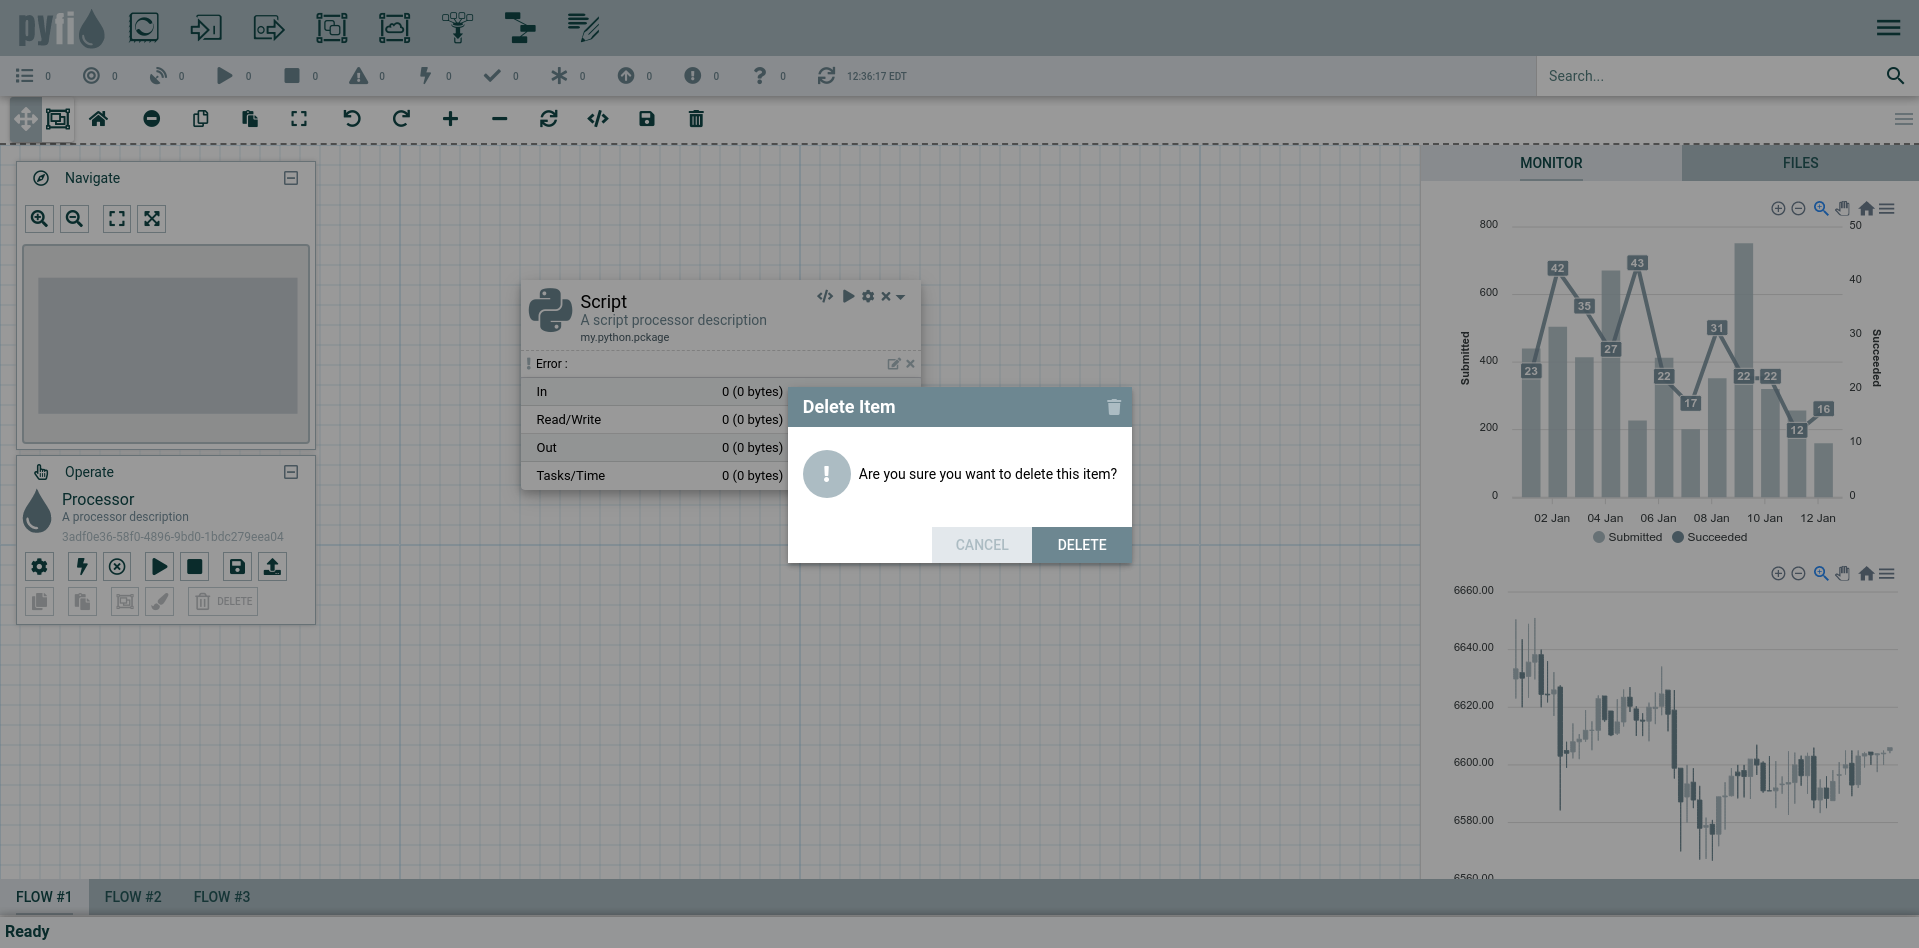 pyfi
0 0 0 0 0 0 0 0 0 0 0 0 12:36:17 EDT
Search...
Navigate
Operate
Processor
A processor description
3adf0e36-58f0-4896-9bd0-1bdc279eea04
DELETE
Script
A script processor description
my.python.pckage
Error :
In 0 (0 bytes)
Read/Write 0 (0 bytes)
Out 0 (0 bytes)
Tasks/Time 0 (0 bytes)
Delete Item
! Are you sure you want to delete this item?
CANCEL DELETE
MONITOR FILES
800 50
40
600
30
400
20
200
10
0 0
Submitted
Succeeded
23 42 35 27 43 22 17 31 22 22 12 16
02 Jan 04 Jan 06 Jan 08 Jan 10 Jan 12 Jan
Submitted Succeeded
6660.00
6640.00
6620.00
6600.00
6580.00
6560.00
FLOW #1 FLOW #2 FLOW #3
Ready